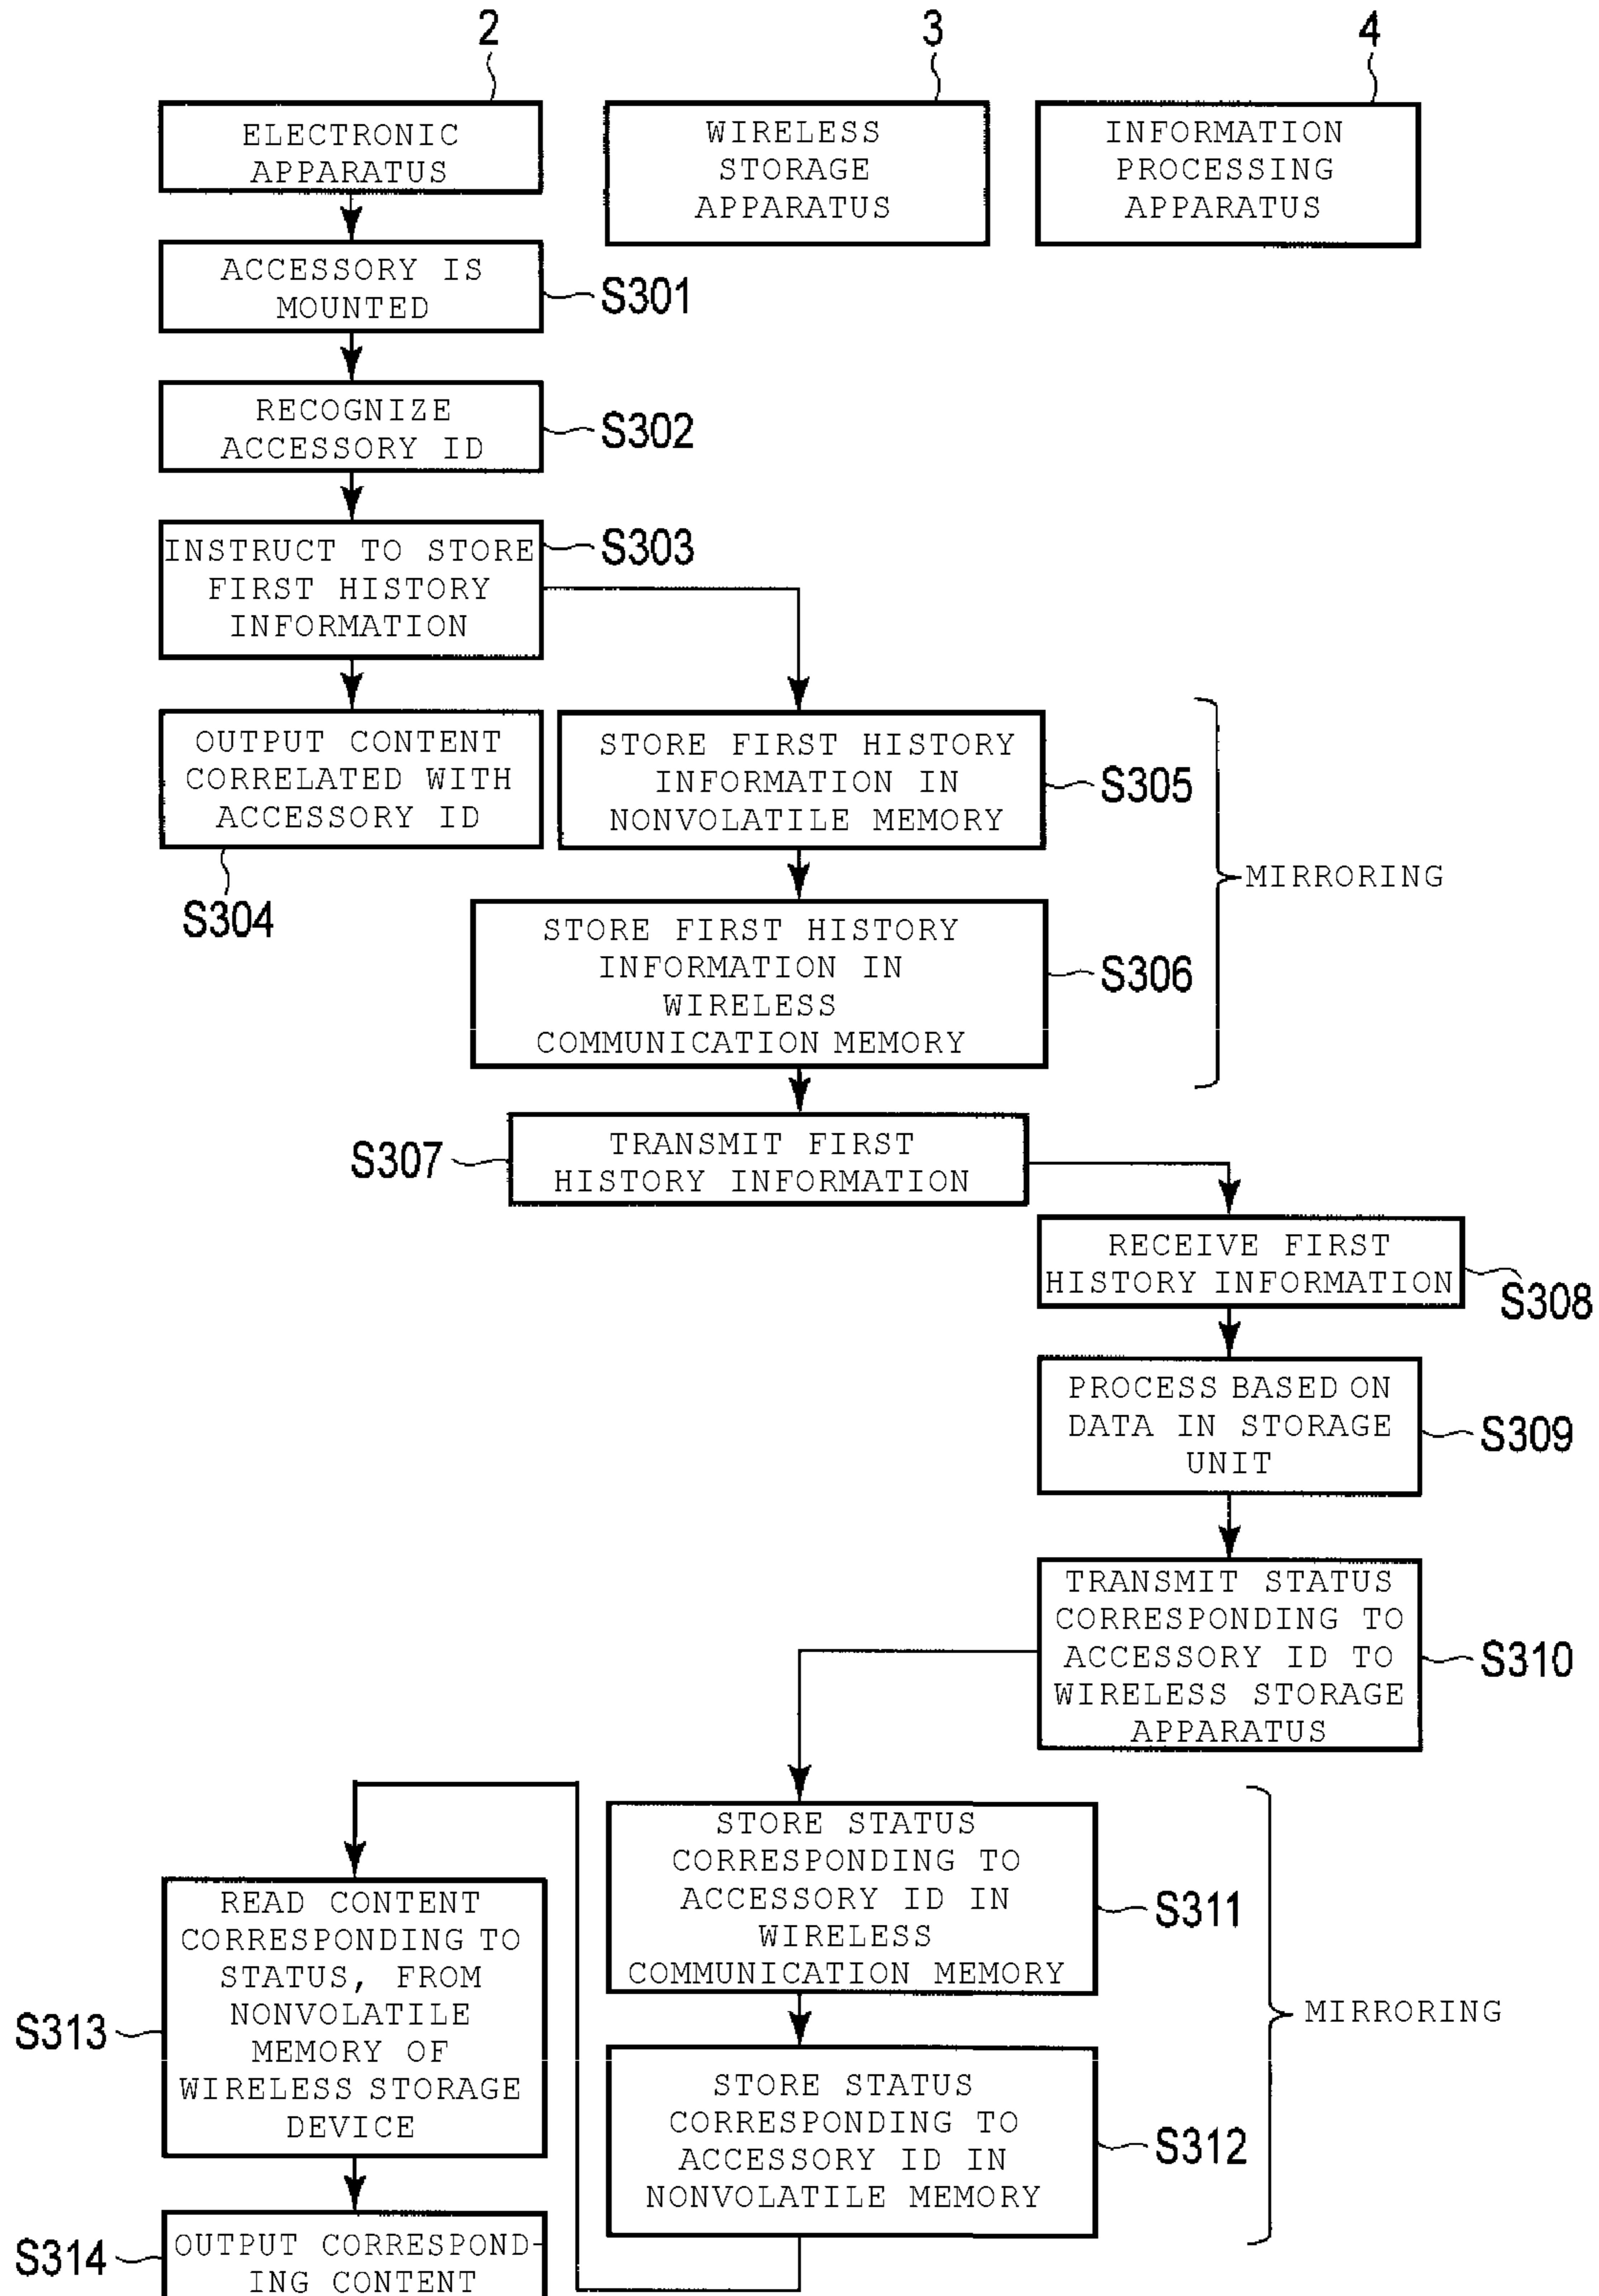 2
3
4
ELECTRONIC
APPARATUS
WIRELESS
STORAGE
APPARATUS
INFORMATION
PROCESSING
APPARATUS
ACCESSORY IS
MOUNTED
S301
RECOGNIZE
ACCESSORY ID
S302
INSTRUCT TO STORE
FIRST HISTORY
INFORMATION
S303
OUTPUT CONTENT
CORRELATED WITH
ACCESSORY ID
S304
STORE FIRST HISTORY
INFORMATION IN
NONVOLATILE MEMORY
S305
MIRRORING
STORE FIRST HISTORY
INFORMATION IN
WIRELESS
COMMUNICATION MEMORY
S306
S307
TRANSMIT FIRST
HISTORY INFORMATION
RECEIVE FIRST
HISTORY INFORMATION
S308
PROCESS BASED ON
DATA IN STORAGE
UNIT
S309
TRANSMIT STATUS
CORRESPONDING TO
ACCESSORY ID TO
WIRELESS STORAGE
APPARATUS
S310
STORE STATUS
CORRESPONDING TO
ACCESSORY ID IN
WIRELESS
COMMUNICATION MEMORY
S311
MIRRORING
STORE STATUS
CORRESPONDING TO
ACCESSORY ID IN
NONVOLATILE MEMORY
S312
S313
READ CONTENT
CORRESPONDING TO
STATUS, FROM
NONVOLATILE
MEMORY OF
WIRELESS STORAGE
DEVICE
S314
OUTPUT CORRESPOND-
ING CONTENT